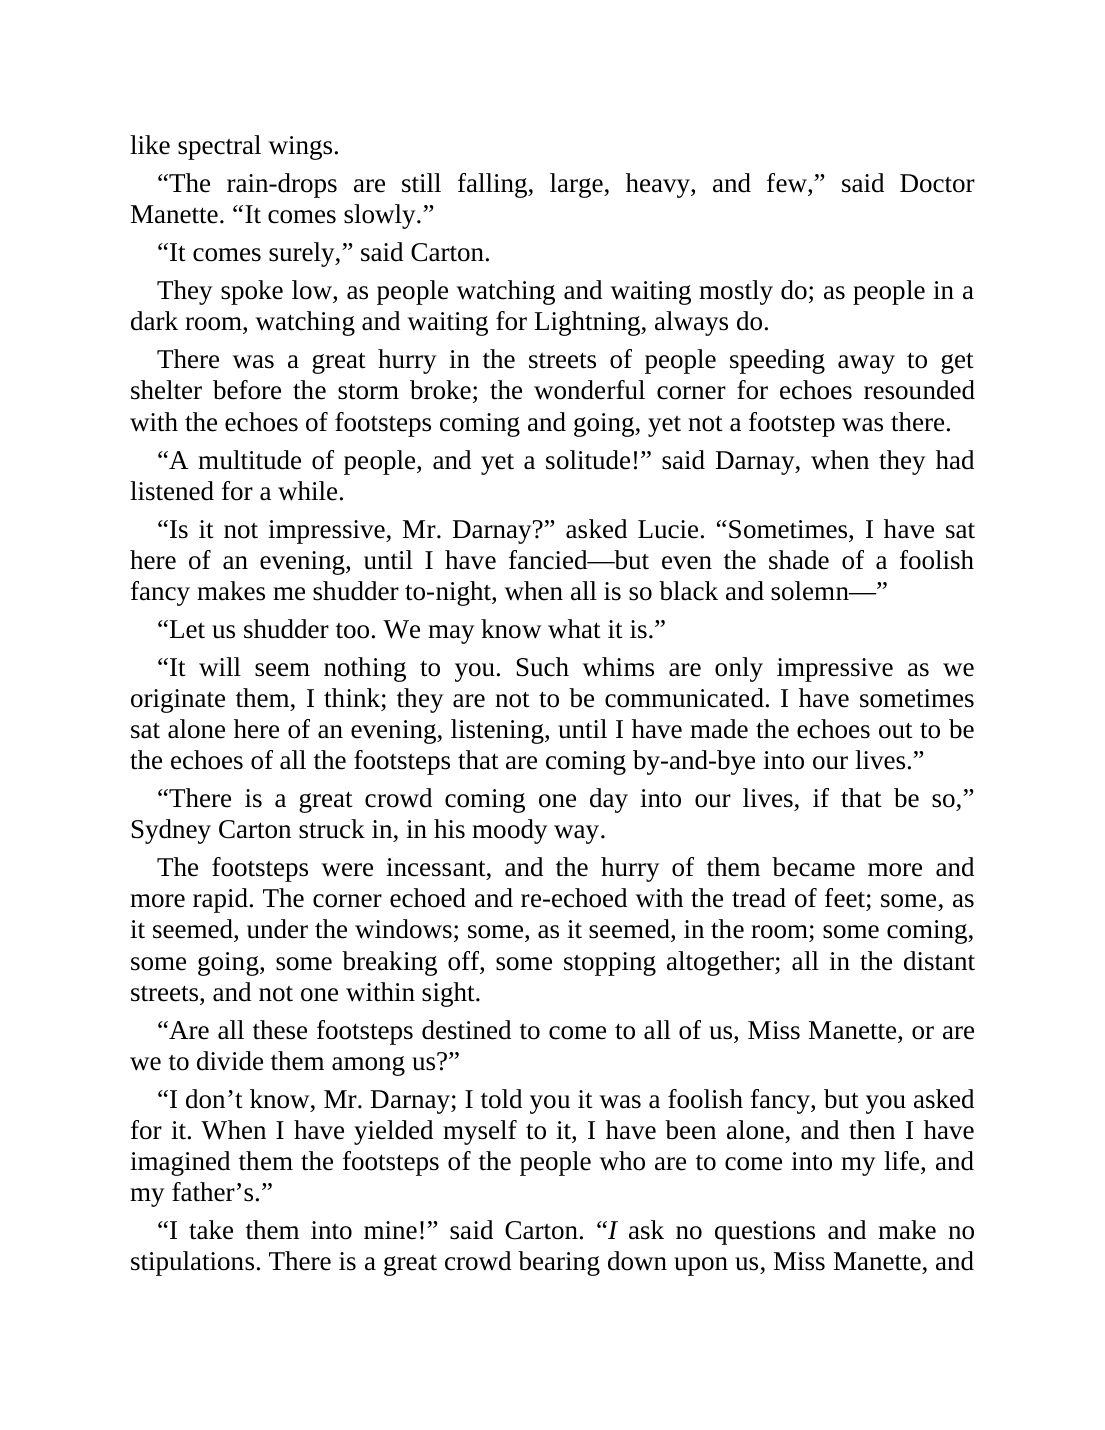 like spectral wings.
“The rain-drops are still falling, large, heavy, and few,” said Doctor
Manette. “It comes slowly.”
“It comes surely,” said Carton.
They spoke low, as people watching and waiting mostly do; as people in a
dark room, watching and waiting for Lightning, always do.
There was a great hurry in the streets of people speeding away to get
shelter before the storm broke; the wonderful corner for echoes resounded
with the echoes of footsteps coming and going, yet not a footstep was there.
“A multitude of people, and yet a solitude!” said Darnay, when they had
listened for a while.
“Is it not impressive, Mr. Darnay?” asked Lucie. “Sometimes, I have sat
here of an evening, until I have fancied—but even the shade of a foolish
fancy makes me shudder to-night, when all is so black and solemn—”
“Let us shudder too. We may know what it is.”
“It will seem nothing to you. Such whims are only impressive as we
originate them, I think; they are not to be communicated. I have sometimes
sat alone here of an evening, listening, until I have made the echoes out to be
the echoes of all the footsteps that are coming by-and-bye into our lives.”
“There is a great crowd coming one day into our lives, if that be so,”
Sydney Carton struck in, in his moody way.
The footsteps were incessant, and the hurry of them became more and
more rapid. The corner echoed and re-echoed with the tread of feet; some, as
it seemed, under the windows; some, as it seemed, in the room; some coming,
some going, some breaking off, some stopping altogether; all in the distant
streets, and not one within sight.
“Are all these footsteps destined to come to all of us, Miss Manette, or are
we to divide them among us?”
“I don’t know, Mr. Darnay; I told you it was a foolish fancy, but you asked
for it. When I have yielded myself to it, I have been alone, and then I have
imagined them the footsteps of the people who are to come into my life, and
my father’s.”
“I take them into mine!” said Carton. “I ask no questions and make no
stipulations. There is a great crowd bearing down upon us, Miss Manette, and